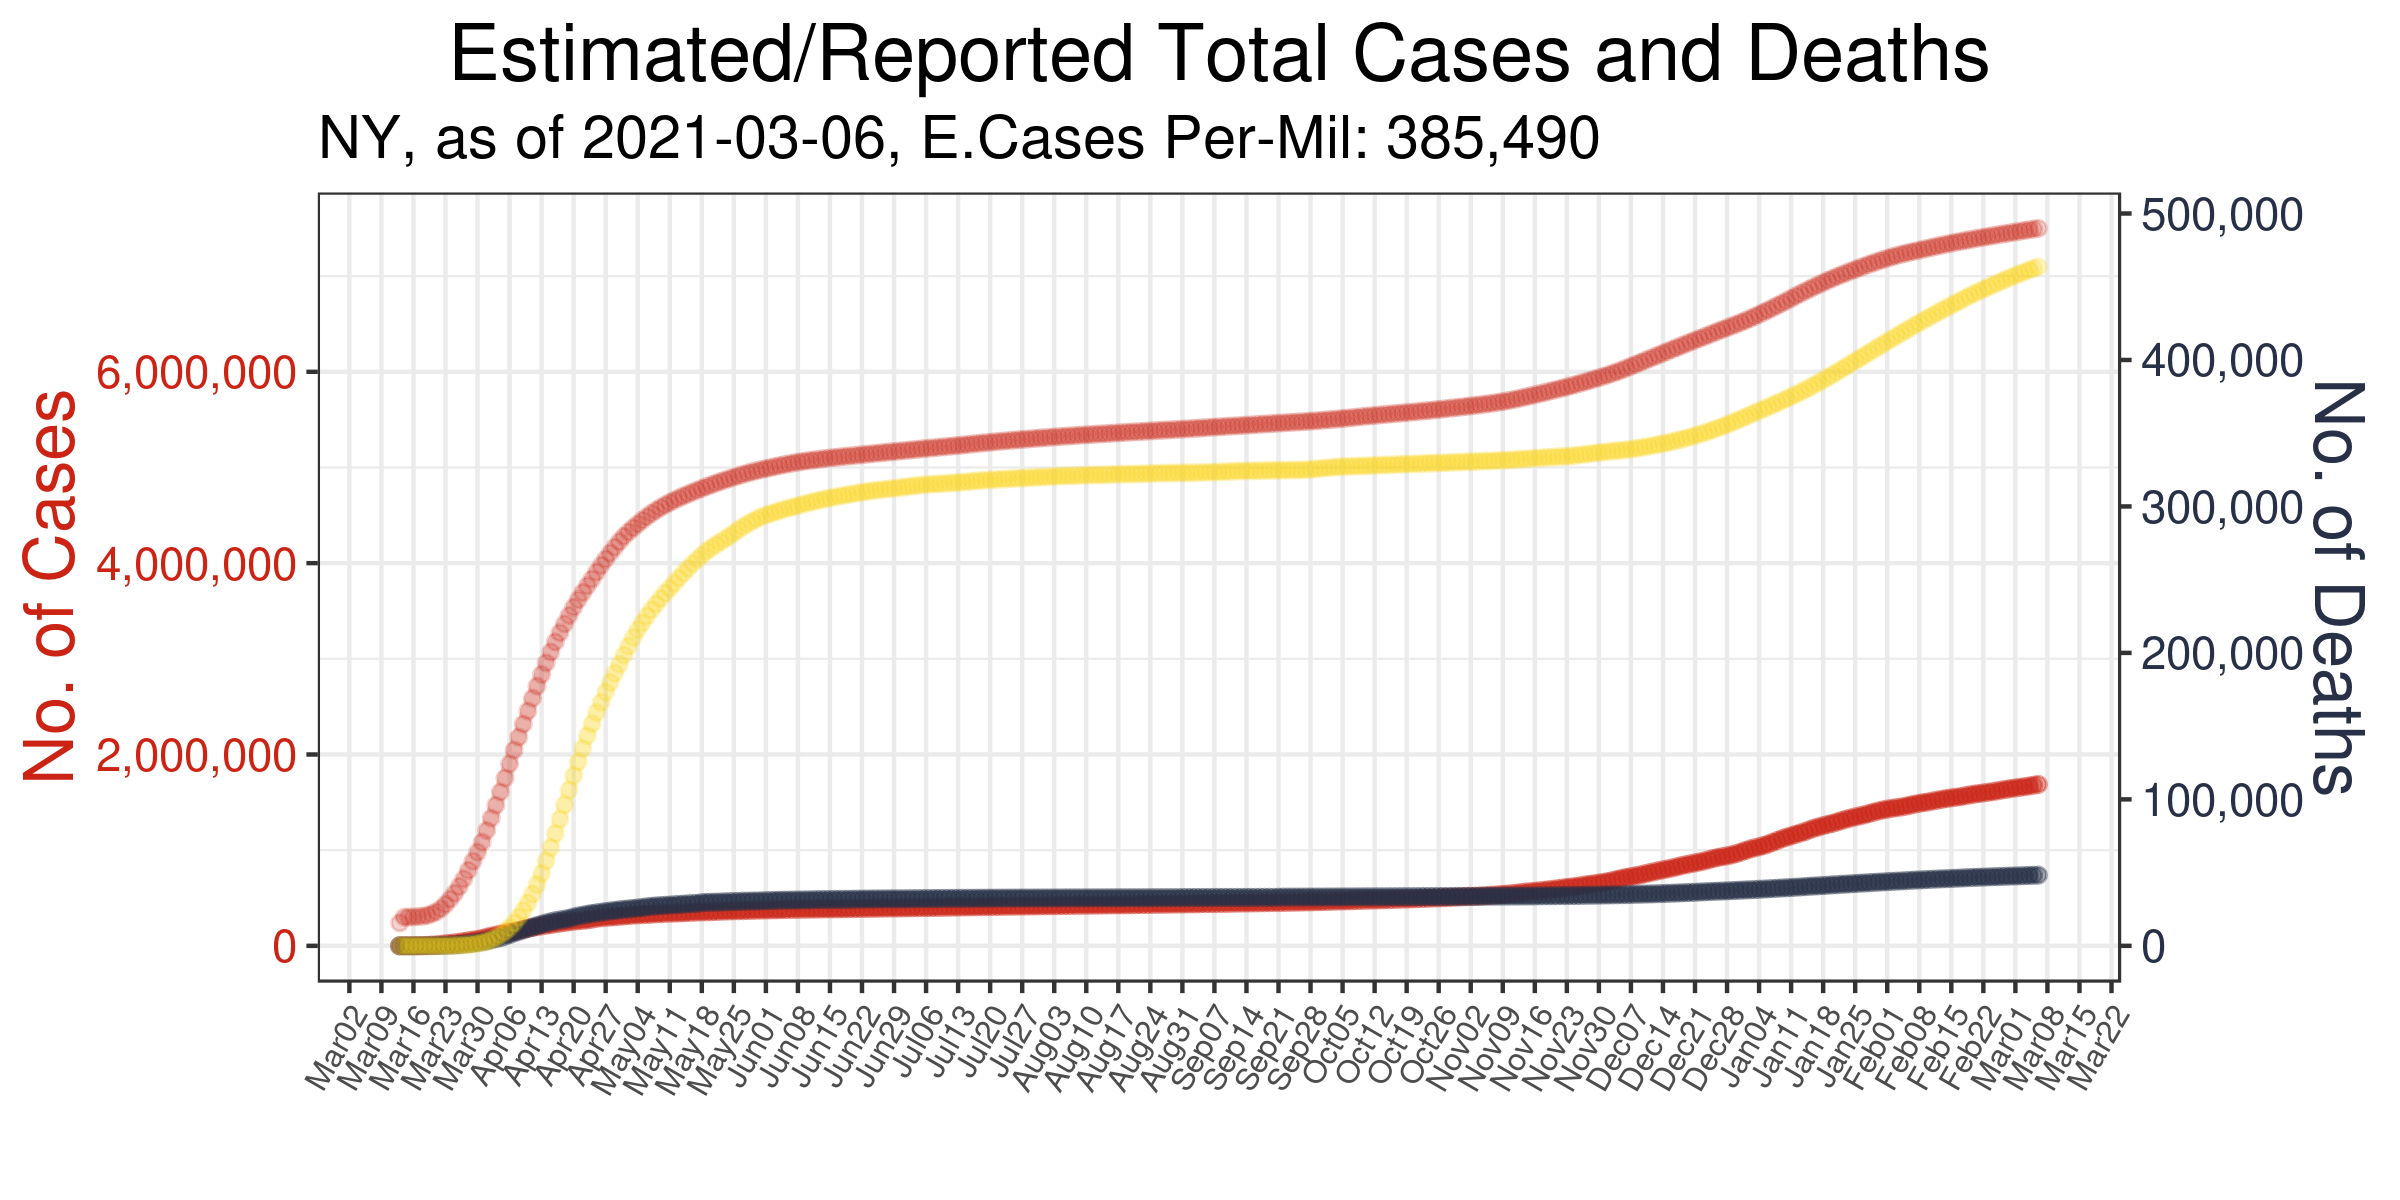 Estimated/Reported Total Cases and Deaths
NY, as of 2021-03-06, E.Cases Per-Mil: 385,490
No. of Cases
6,000,000
4,000,000
2,000,000
0
500,000
400,000
300,000
200,000
100,000
0
No. of Deaths
Mar02
Mar09
Mar16
Mar23
Mar30
Apr06
Apr13
Apr20
Apr27
May04
May11
May18
May25
Jun01
Jun08
Jun15
Jun22
Jun29
Jul06
Jul13
Jul20
Jul27
Aug03
Aug10
Aug17
Aug24
Aug31
Sep07
Sep14
Sep21
Sep28
Oct05
Oct12
Oct19
Oct26
Nov02
Nov09
Nov16
Nov23
Nov30
Dec07
Dec14
Dec21
Dec28
Jan04
Jan11
Jan18
Jan25
Feb01
Feb08
Feb15
Feb22
Mar01
Mar08
Mar15
Mar22